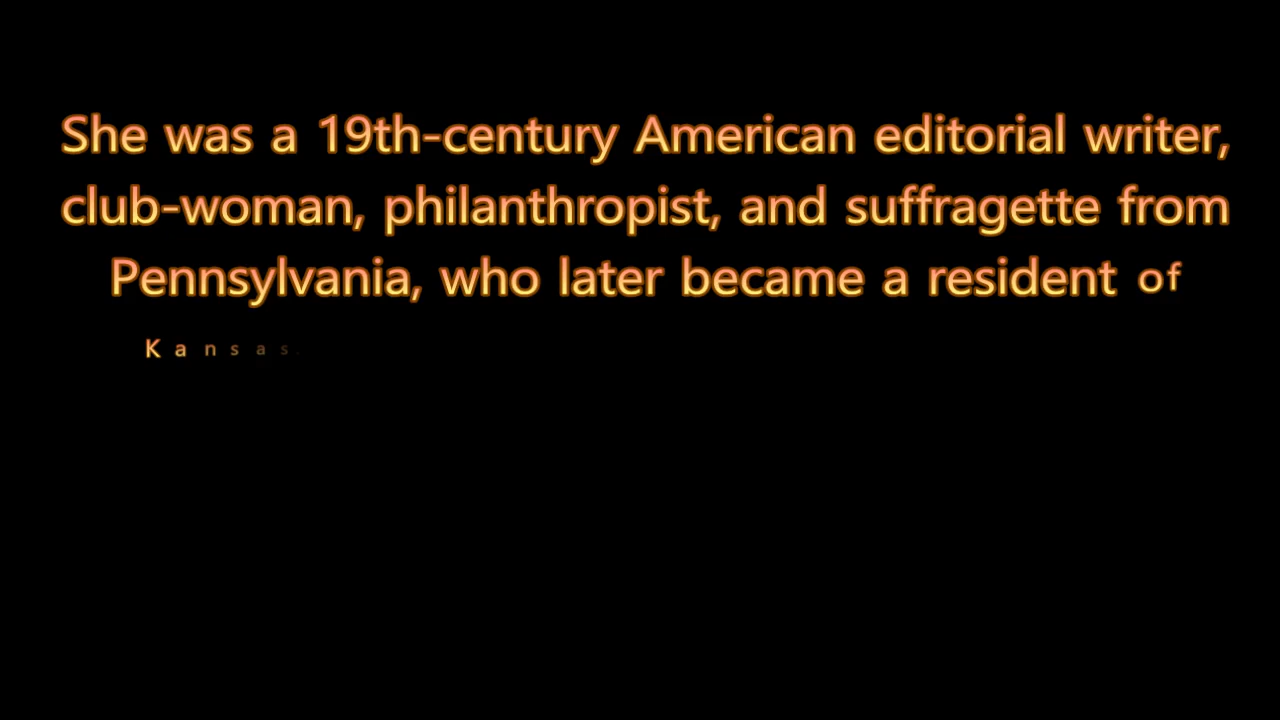 She was a 19th-century American editorial writer,
club-woman, philanthropist, and suffragette from
Pennsylvania, who later became a resident of
Kansas.